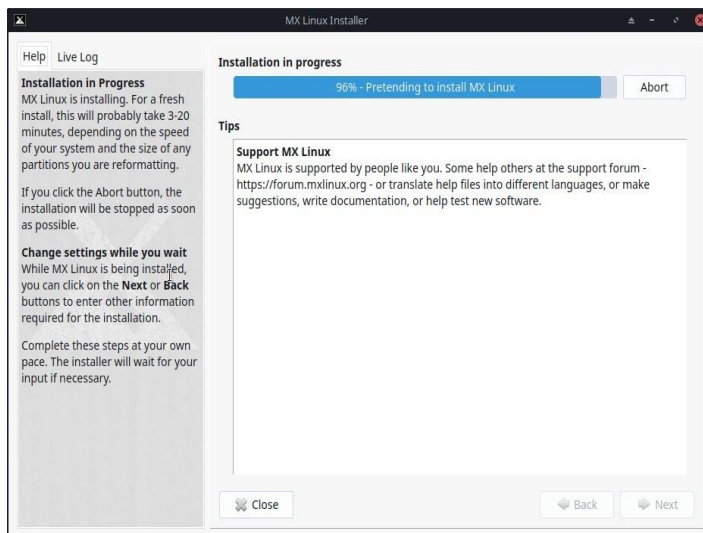 MX Linux Installer
Help Live Log
Installation in Progress
MX Linux is installing. For a fresh
install, this will probably take 3-20
minutes, depending on the speed
of your system and the size of any
partitions you are reformatting.
If you click the Abort button, the
installation will be stopped as soon
as possible.
Change settings while you wait
While MX Linux is being installed,
you can click on the Next or Back
buttons to enter other information
required for the installation.
Complete these steps at your own
pace. The installer will wait for your
input if necessary.
Installation in progress
96% - Pretending to install MX Linux
Abort
Tips
Support MX Linux
MX Linux is supported by people like you. Some help others at the support forum -
https://forum.mxlinux.org - or translate help files into different languages, or make
suggestions, write documentation, or help test new software.
Close
Back
Next